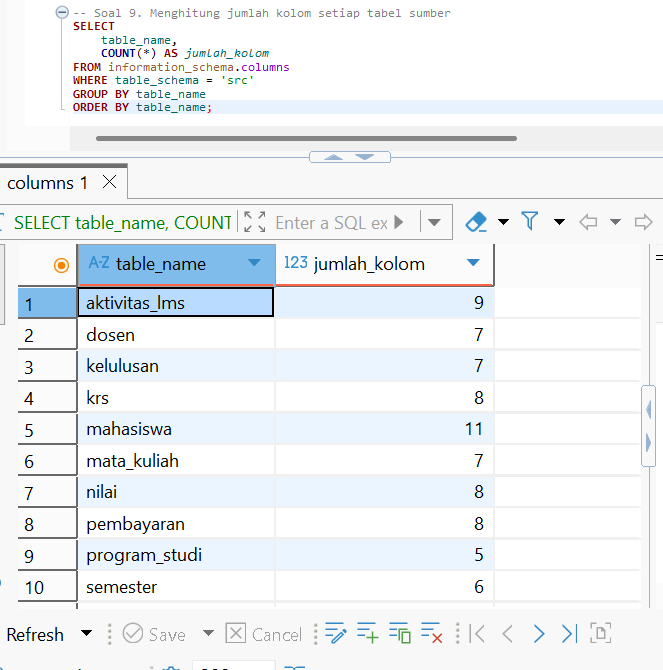 -- Soal 9. Menghitung jumlah kolom setiap tabel sumber
SELECT
table_name,
COUNT(*) AS jumlah_kolom
FROM information_schema.columns
WHERE table_schema = 'src'
GROUP BY table_name
ORDER BY table_name;
columns 1
SELECT table_name, COUNT
Enter a SQL ex
A-Z table_name
123 jumlah_kolom
1 aktivitas_lms 9
2 dosen 7
3 kelulusan 7
4 krs 8
5 mahasiswa 11
6 mata_kuliah 7
7 nilai 8
8 pembayaran 8
9 program_studi 5
10 semester 6
Refresh Save Cancel